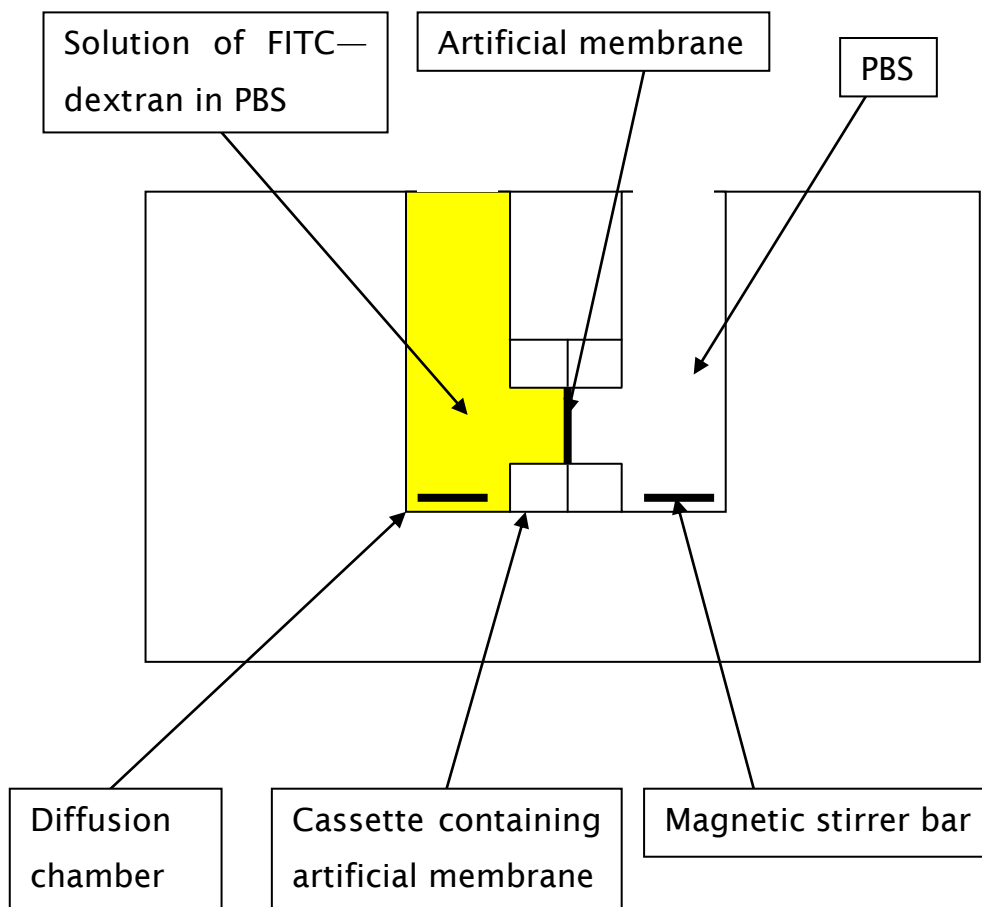 Solution of FITC—
dextran in PBS
Artificial membrane
PBS
Diffusion
chamber
Cassette containing
artificial membrane
Magnetic stirrer bar